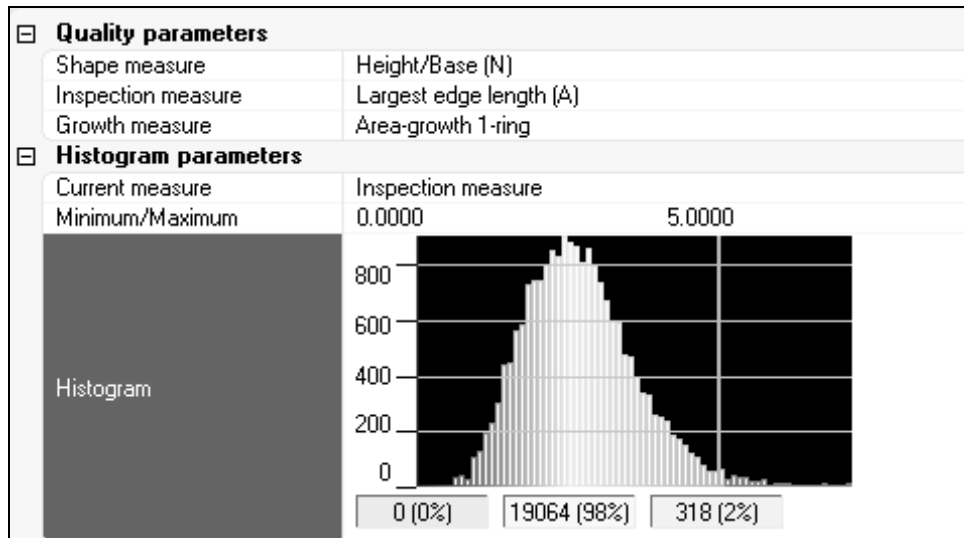 Quality parameters
Shape measure Height/Base (N)
Inspection measure Largest edge length (A)
Growth measure Area-growth 1-ring
Histogram parameters
Current measure Inspection measure
Minimum/Maximum 0.0000 5.0000
Histogram
800
600
400
200
0
0 (0%) 19064 (98%) 318 (2%)